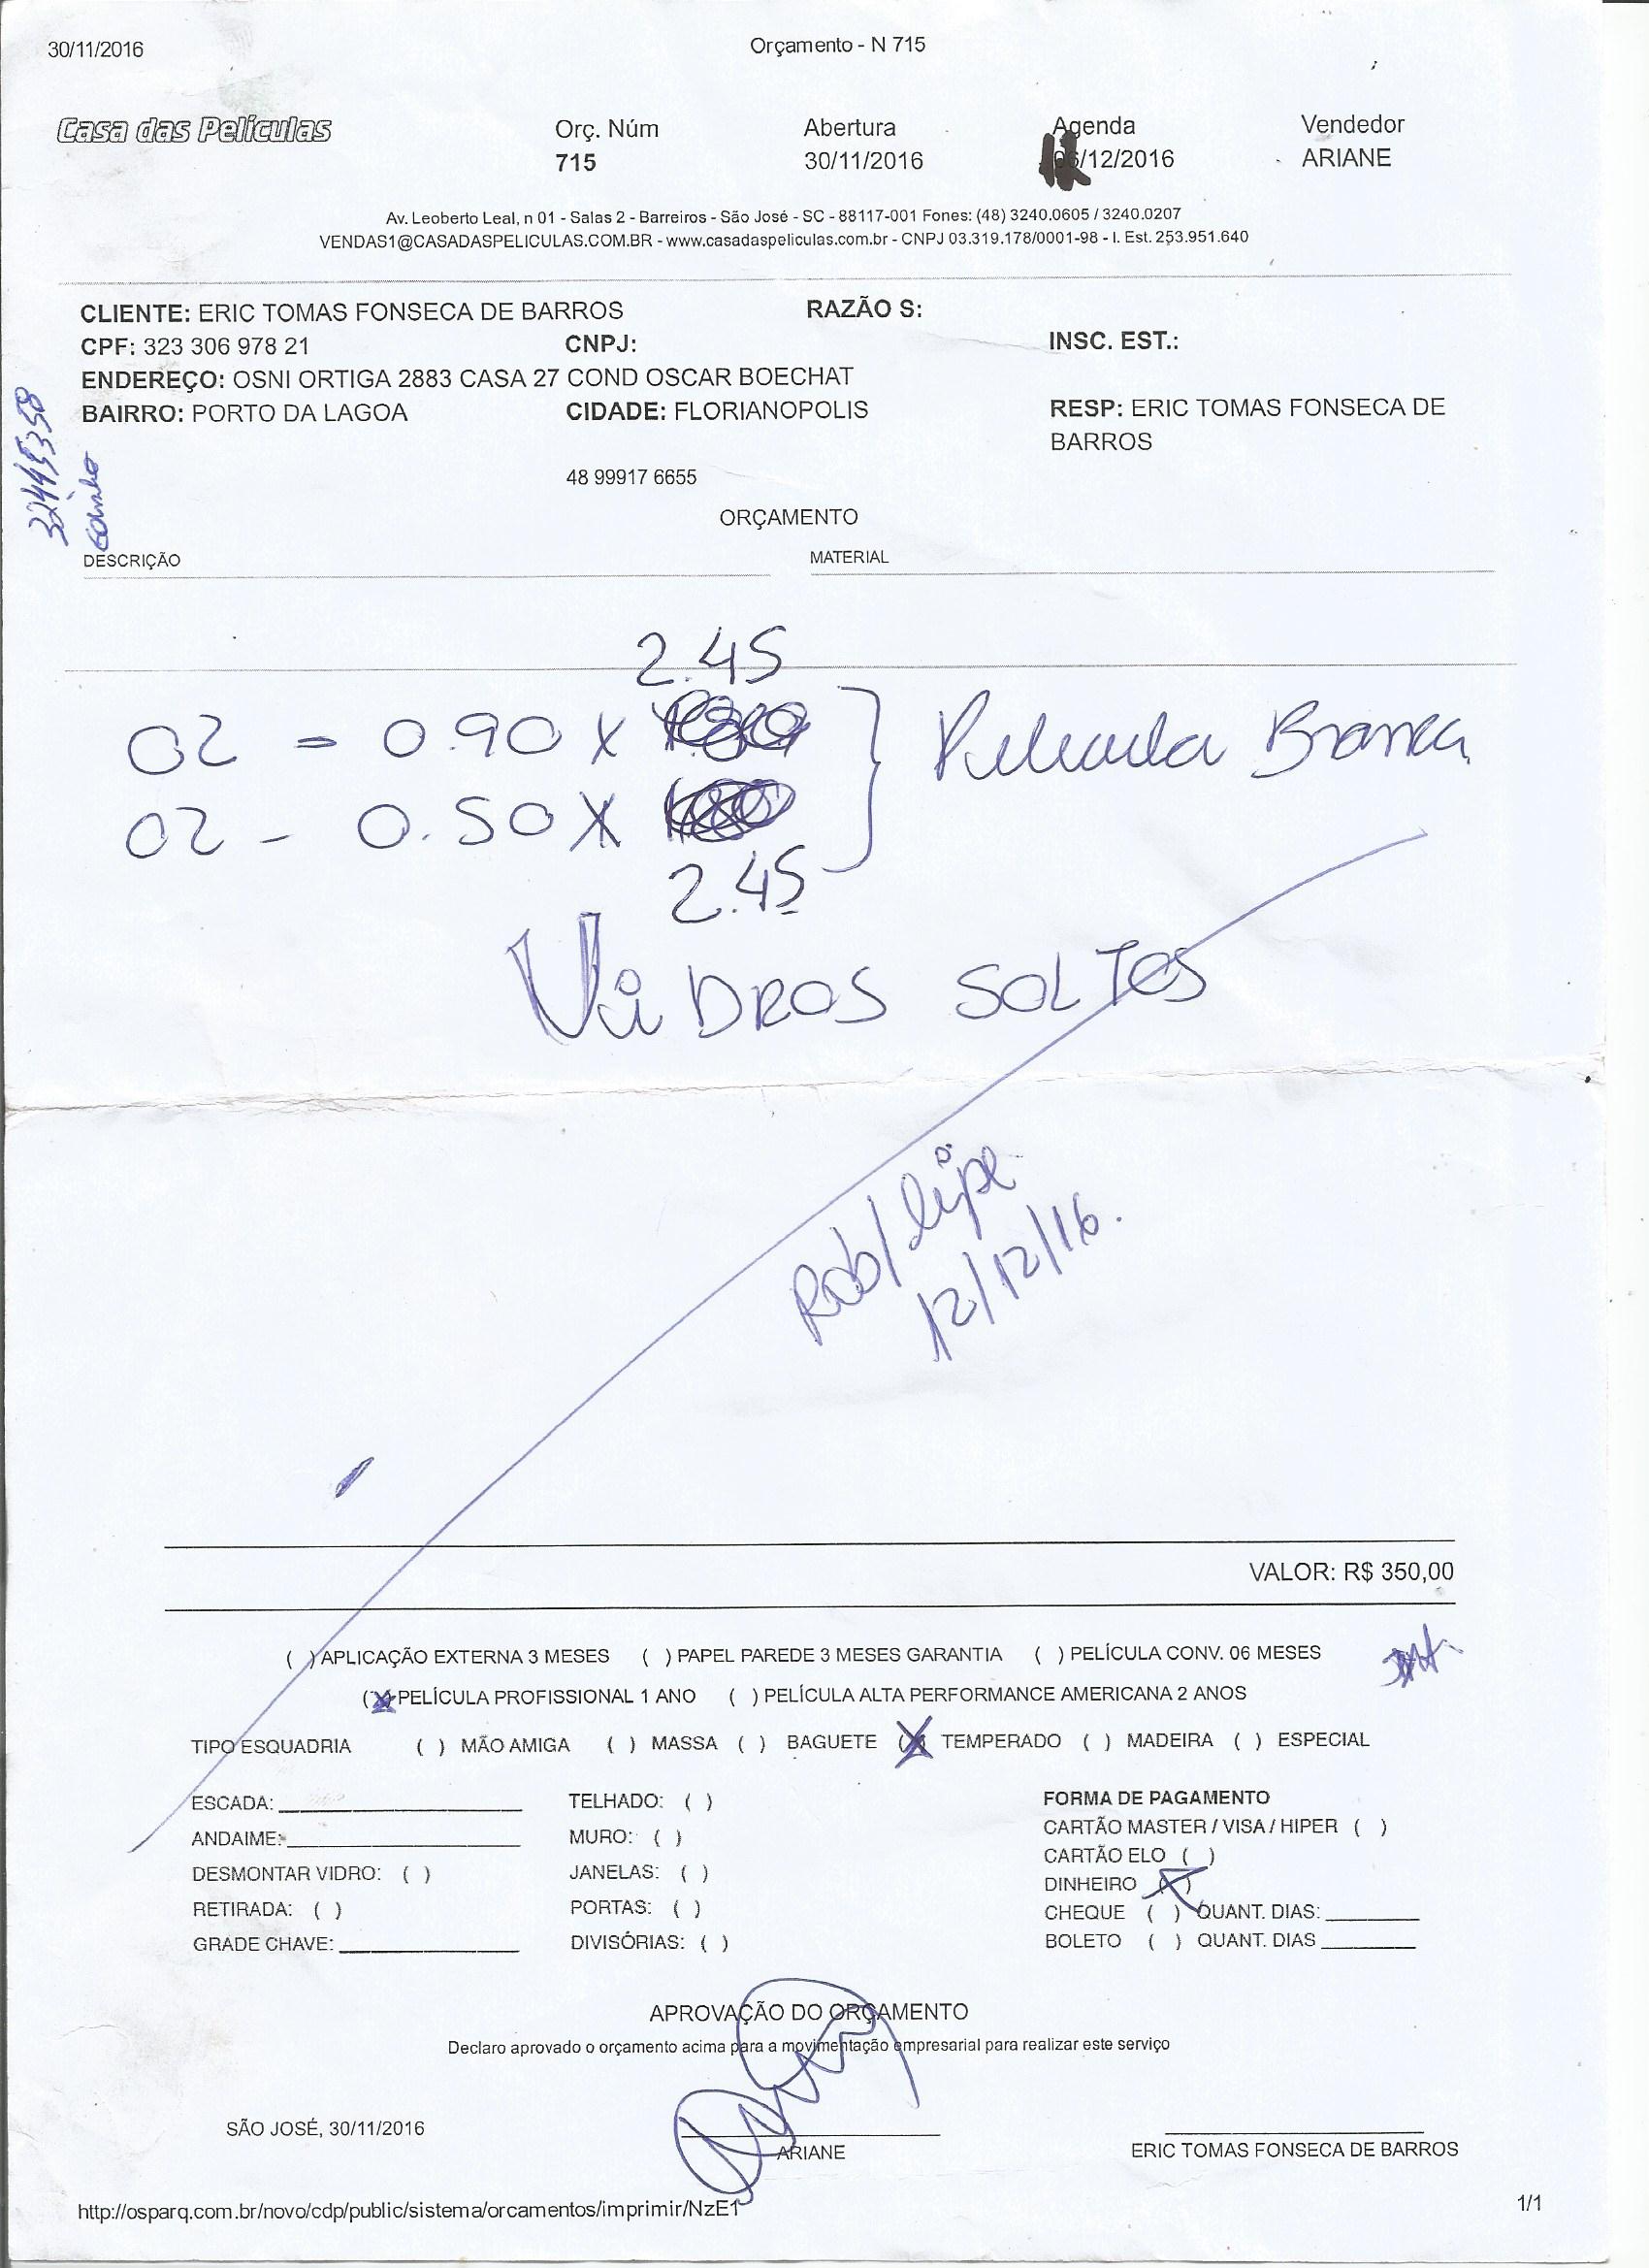 30/11/2016 Orçamento - N 715
Casa das Películas Orç. Núm Abertura Agenda Vendedor
715 30/11/2016 /12/2016 ARIANE
Av. Leoberto Leal, n 01 - Salas 2 - Barreiros - São José - SC - 88117-001 Fones: (48) 3240.0605 / 3240.0207
VENDAS1@CASADASPELICULAS.COM.BR - www.casadaspeliculas.com.br - CNPJ 03.319.178/0001-98 - I. Est. 253.951.640
CLIENTE: ERIC TOMAS FONSECA DE BARROS RAZÃO S:
CPF: 323 306 978 21 CNPJ: INSC. EST.:
ENDEREÇO: OSNI ORTIGA 2883 CASA 27 COND OSCAR BOECHAT
BAIRRO: PORTO DA LAGOA CIDADE: FLORIANOPOLIS RESP: ERIC TOMAS FONSECA DE
BARROS
48 99917 6655
ORÇAMENTO
DESCRIÇÃO MATERIAL
2.45
02 - 0.90 X
Branca
02 - 0.50 X
2.45
ViDROS SOLTOS
Rob/lipe
12/12/16.
VALOR: R$ 350,00
( ) APLICAÇÃO EXTERNA 3 MESES ( ) PAPEL PAREDE 3 MESES GARANTIA ( ) PELÍCULA CONV. 06 MESES
(X) PELÍCULA PROFISSIONAL 1 ANO ( ) PELÍCULA ALTA PERFORMANCE AMERICANA 2 ANOS
TIPO ESQUADRIA ( ) MÃO AMIGA ( ) MASSA ( ) BAGUETE (X) TEMPERADO ( ) MADEIRA ( ) ESPECIAL
ESCADA: TELHADO: ( ) FORMA DE PAGAMENTO
ANDAIME: MURO: ( ) CARTÃO MASTER / VISA / HIPER ( )
DESMONTAR VIDRO: ( ) JANELAS: ( ) CARTÃO ELO ( )
RETIRADA: ( ) PORTAS: ( ) DINHEIRO (X)
GRADE CHAVE: DIVISÓRIAS: ( ) CHEQUE ( ) QUANT. DIAS:
BOLETO ( ) QUANT. DIAS
APROVAÇÃO DO ORÇAMENTO
Declaro aprovado o orçamento acima para a movimentação empresarial para realizar este serviço
SÃO JOSÉ, 30/11/2016
ARIANE ERIC TOMAS FONSECA DE BARROS
http://osparq.com.br/novo/cdp/public/sistema/orcamentos/imprimir/NzE1 1/1